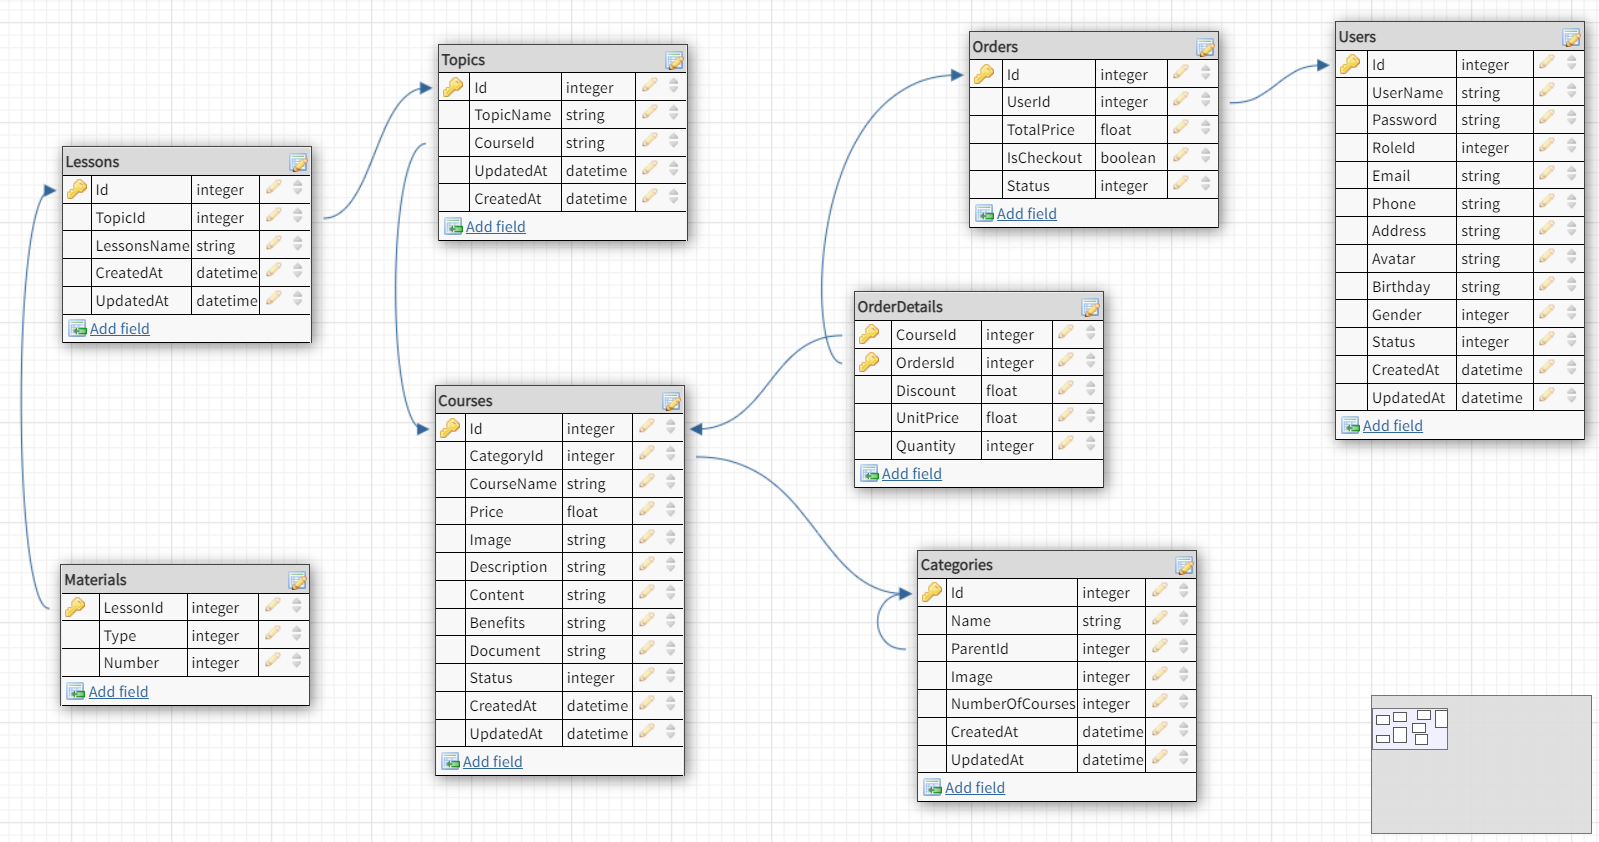 Lessons
Id integer
TopicId integer
LessonsName string
CreatedAt datetime
UpdatedAt datetime
Add field
Topics
Id integer
TopicName string
CourseId string
UpdatedAt datetime
CreatedAt datetime
Add field
Orders
Id integer
UserId integer
TotalPrice float
IsCheckout boolean
Status integer
Add field
Users
Id integer
UserName string
Password string
RoleId integer
Email string
Phone string
Address string
Avatar string
Birthday string
Gender integer
Status integer
CreatedAt datetime
UpdatedAt datetime
Add field
OrderDetails
CourseId integer
OrdersId integer
Discount float
UnitPrice float
Quantity integer
Add field
Courses
Id integer
CategoryId integer
CourseName string
Price float
Image string
Description string
Content string
Benefits string
Document string
Status integer
CreatedAt datetime
UpdatedAt datetime
Add field
Materials
LessonId integer
Type integer
Number integer
Add field
Categories
Id integer
Name string
ParentId integer
Image integer
NumberOfCourses integer
CreatedAt datetime
UpdatedAt datetime
Add field